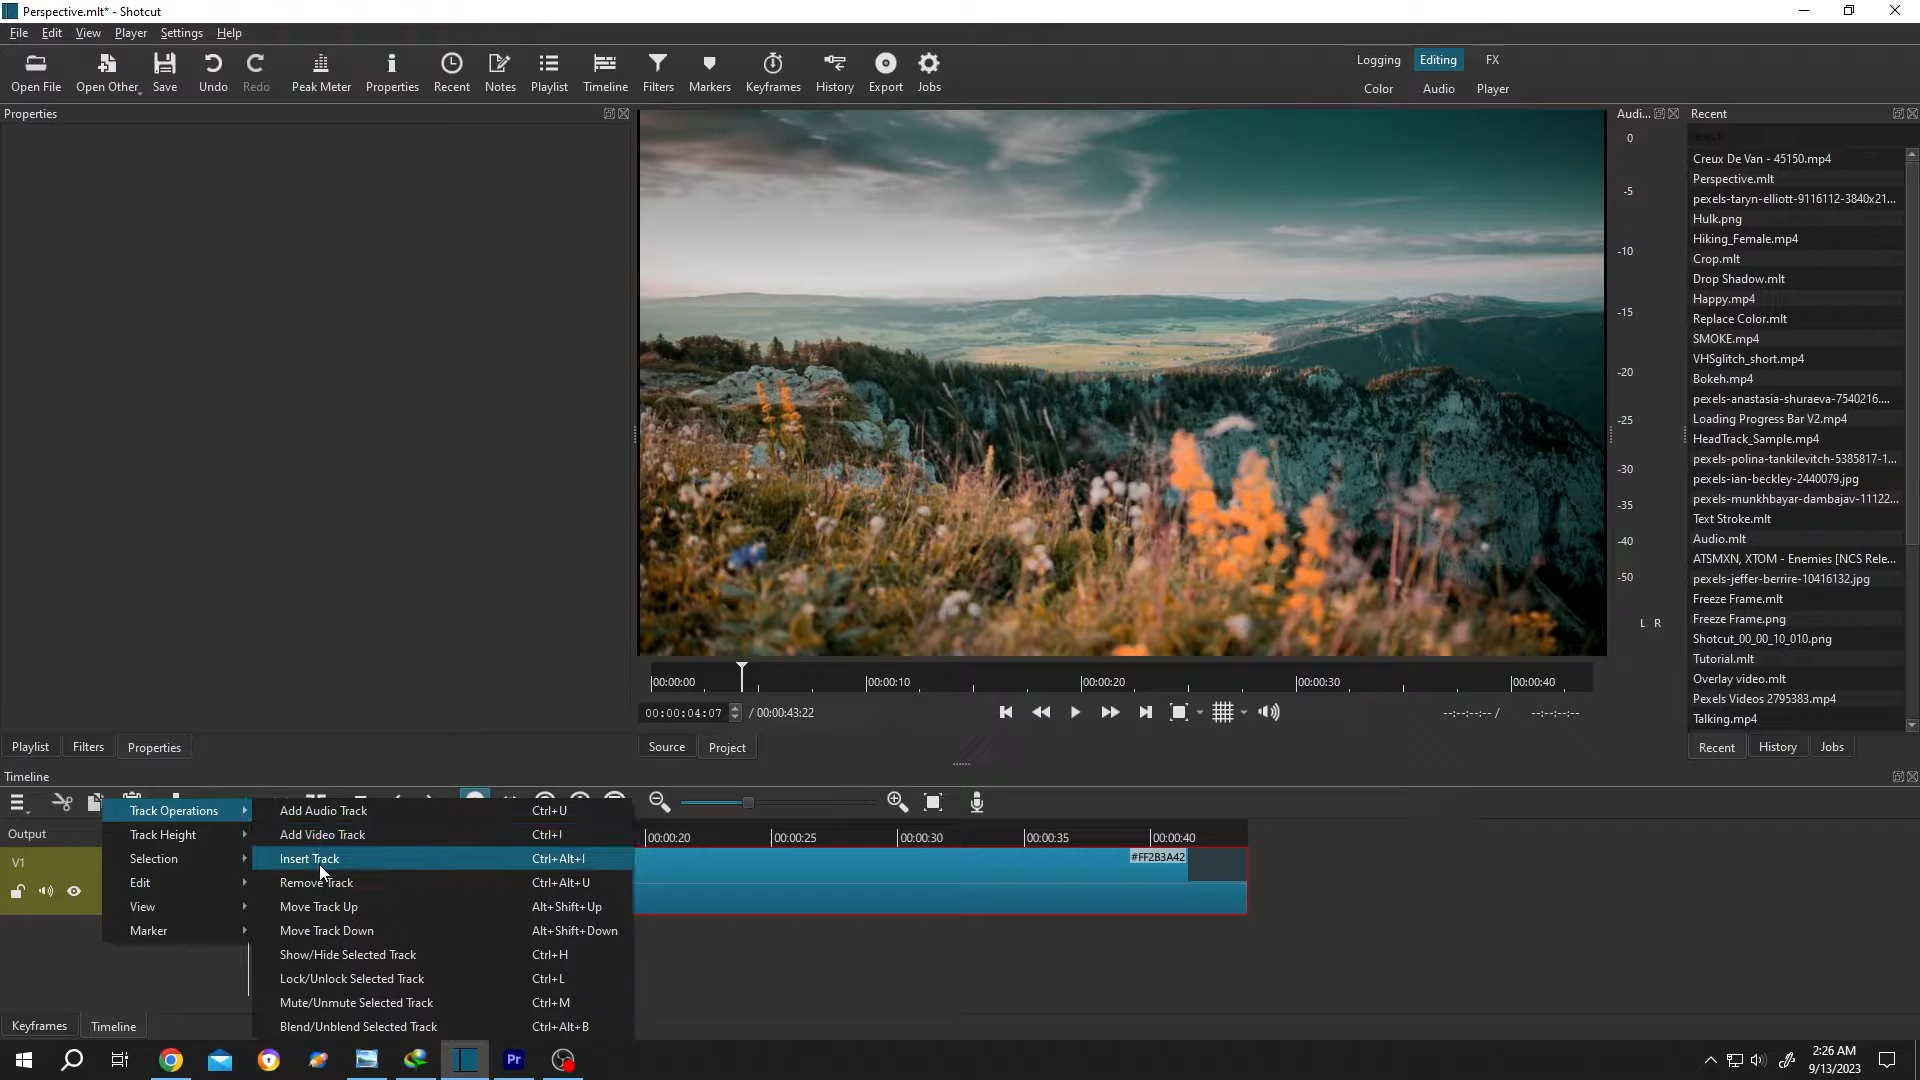 Perspective.mlt* - Shotcut
File Edit View Player Settings Help
Open File Open Other Save Undo Redo Peak Meter Properties Recent Notes Playlist Timeline Filters Markers Keyframes History Export Jobs
Logging Editing FX
Color Audio Player
Properties
Audi...
Recent
0
-5
-10
-15
-20
-25
-30
-35
-40
-50
L R
Creux De Van - 45150.mp4
Perspective.mlt
pexels-taryn-elliott-9116112-3840x21...
Hulk.png
Hiking_Female.mp4
Crop.mlt
Drop Shadow.mlt
Happy.mp4
Replace Color.mlt
SMOKE.mp4
VHSglitch_short.mp4
Bokeh.mp4
pexels-anastasia-shuraeva-7540216....
Loading Progress Bar V2.mp4
HeadTrack_Sample.mp4
pexels-polina-tankilevitch-5385817-1...
pexels-ian-beckley-2440079.jpg
pexels-munkhbayar-dambajav-11122...
Text Stroke.mlt
Audio.mlt
ATSMXN, XTOM - Enemies [NCS Rele...
pexels-jeffer-berrire-10416132.jpg
Freeze Frame.mlt
Freeze Frame.png
Shotcut_00_00_10_010.png
Tutorial.mlt
Overlay video.mlt
Pexels Videos 2795383.mp4
Talking.mp4
00:00:00 00:00:10 00:00:20 00:00:30 00:00:40
00:00:04:07 / 00:00:43:22
--:--:--:-- / --:--:--:--
Playlist Filters Properties
Source Project
Recent History Jobs
Timeline
Output
V1
00:00:20 00:00:25 00:00:30 00:00:35 00:00:40
#FF2B3A42
Track Operations
Track Height
Selection
Edit
View
Marker
Add Audio Track Ctrl+U
Add Video Track Ctrl+I
Insert Track Ctrl+Alt+I
Remove Track Ctrl+Alt+U
Move Track Up Alt+Shift+Up
Move Track Down Alt+Shift+Down
Show/Hide Selected Track Ctrl+H
Lock/Unlock Selected Track Ctrl+L
Mute/Unmute Selected Track Ctrl+M
Blend/Unblend Selected Track Ctrl+Alt+B
Keyframes Timeline
Pr
2:26 AM
9/13/2023